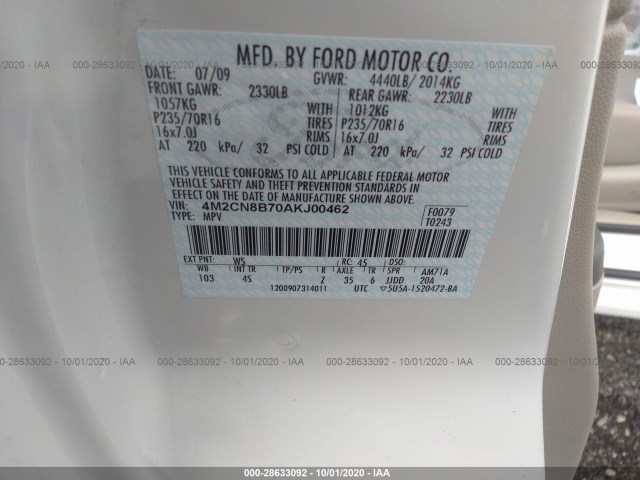 000-28633092 - 10/01/2020 - IAA
MFD. BY FORD MOTOR CO.
DATE: 07/09 GVWR: 4440LB/ 2014KG
FRONT GAWR: 2330LB REAR GAWR: 2230LB
1057KG WITH 1012KG WITH
P235/70R16 TIRES P235/70R16 TIRES
16x7.0J RIMS 16x7.0J RIMS
AT 220 kPa/ 32 PSI COLD AT 220 kPa/ 32 PSI COLD
THIS VEHICLE CONFORMS TO ALL APPLICABLE FEDERAL MOTOR
VEHICLE SAFETY AND THEFT PREVENTION STANDARDS IN
EFFECT ON THE DATE OF MANUFACTURE SHOWN ABOVE.
VIN: 4M2CN8B70AKJ00462 F0079
TYPE: MPV T0243
EXT PNT: WS RC: 45 DSO:
WB INT TR TP/PS R AXLE TR SPR AM71A
103 4S Z 35 6 JJDD 20A
1200907314011 UTC 5U5A-1520472-BA
000-28633092 - 10/01/2020 - IAA
000-28633092 - 10/01/2020 - IAA